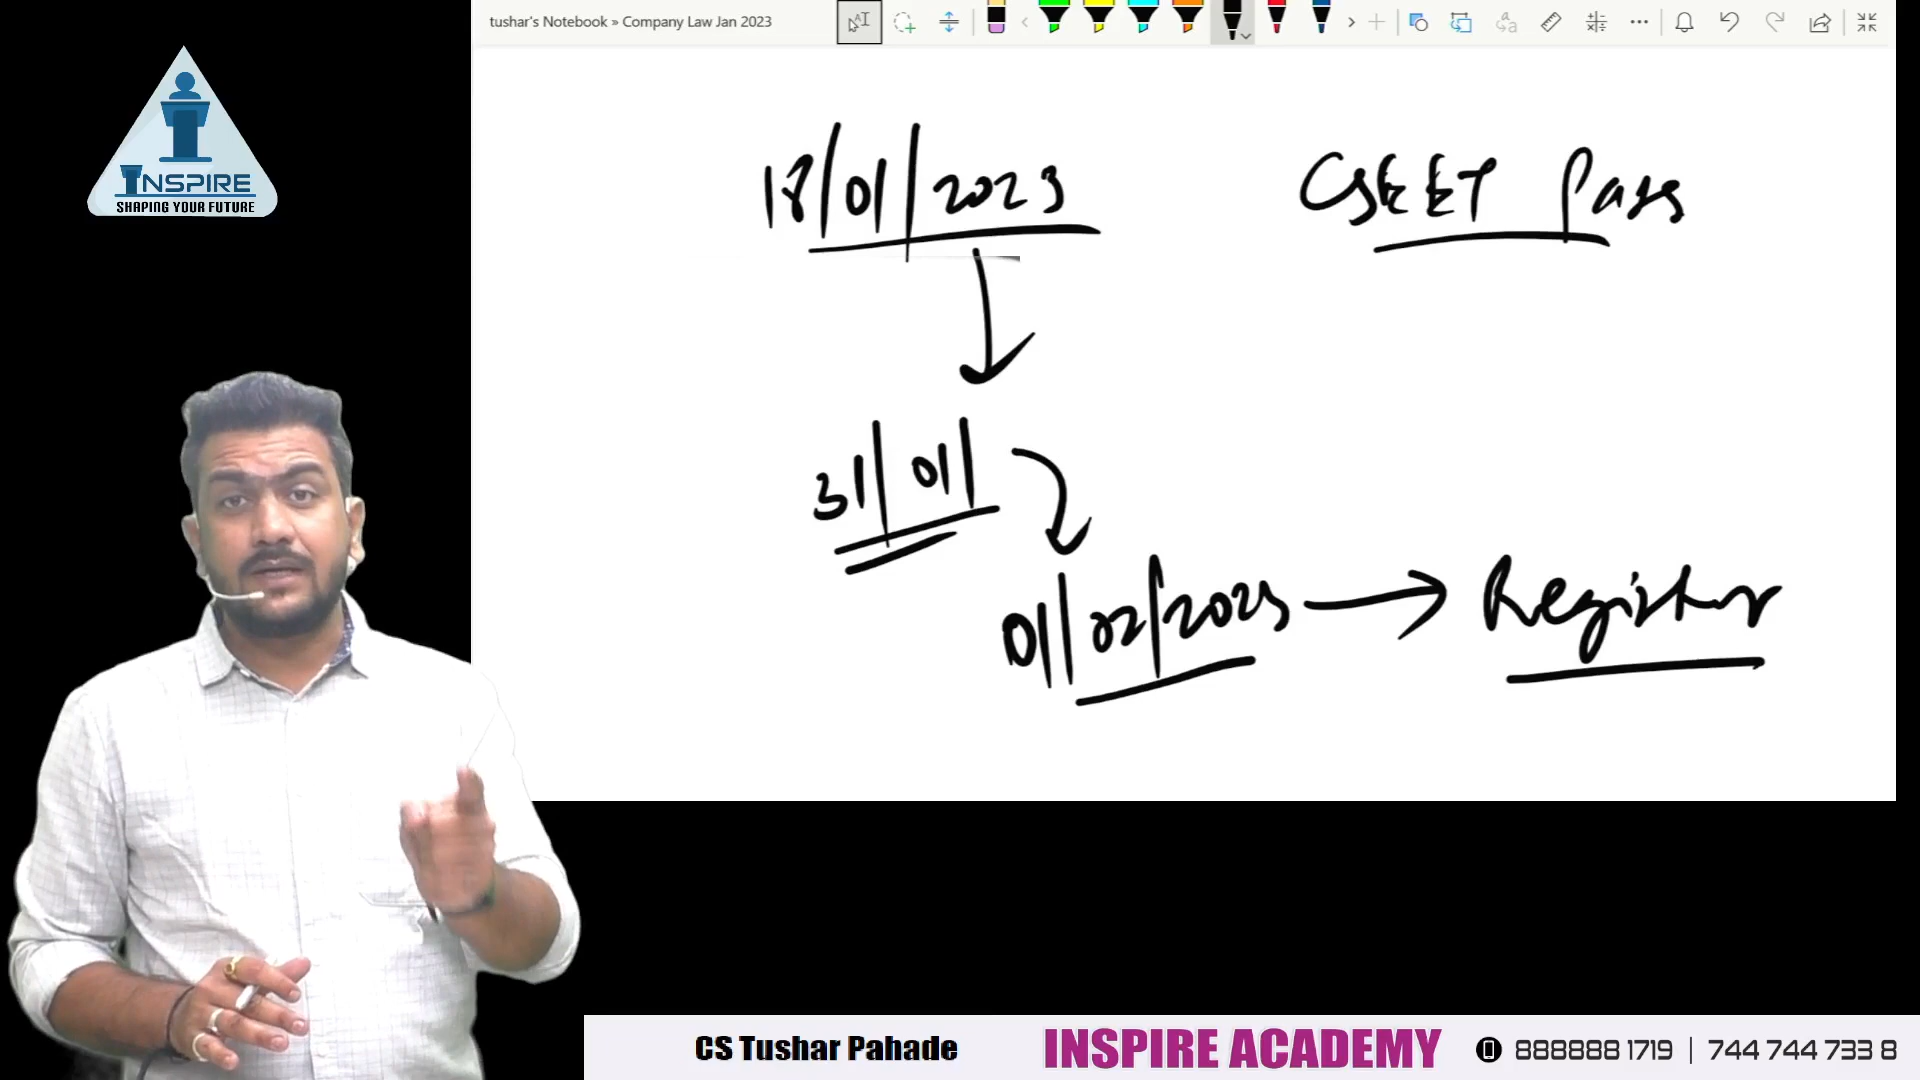 tushar's Notebook » Company Law Jan 2023
INSPIRE
SHAPING YOUR FUTURE
18/01/2023 CSEET Pass
31/01/
01/02/2023 → Register
CS Tushar Pahade INSPIRE ACADEMY 888888 1719 | 744 744 733 8